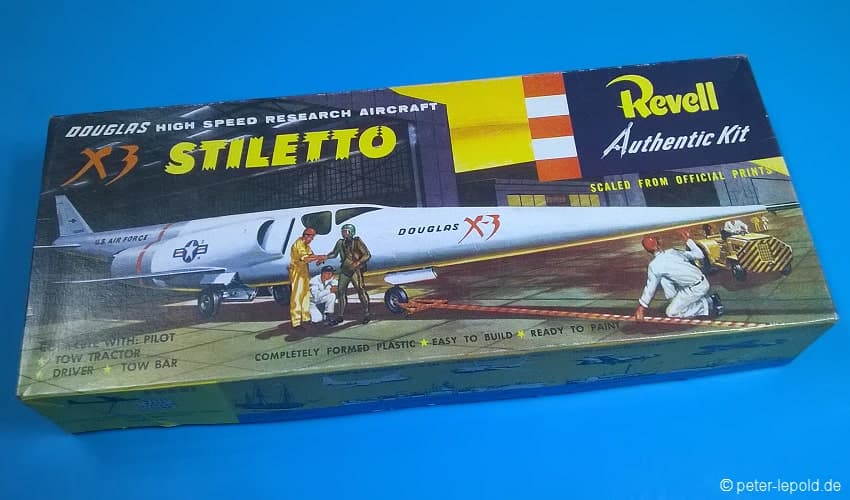 DOUGLAS HIGH SPEED RESEARCH AIRCRAFT
X3 STILETTO
Revell
Authentic Kit
SCALED FROM OFFICIAL PRINTS
U.S. AIR FORCE
DOUGLAS X-3
WITH: PILOT
TOW TRACTOR
DRIVER ★ TOW BAR
COMPLETELY FORMED PLASTIC ★ EASY TO BUILD ★ READY TO PAINT
© peter-lepold.de